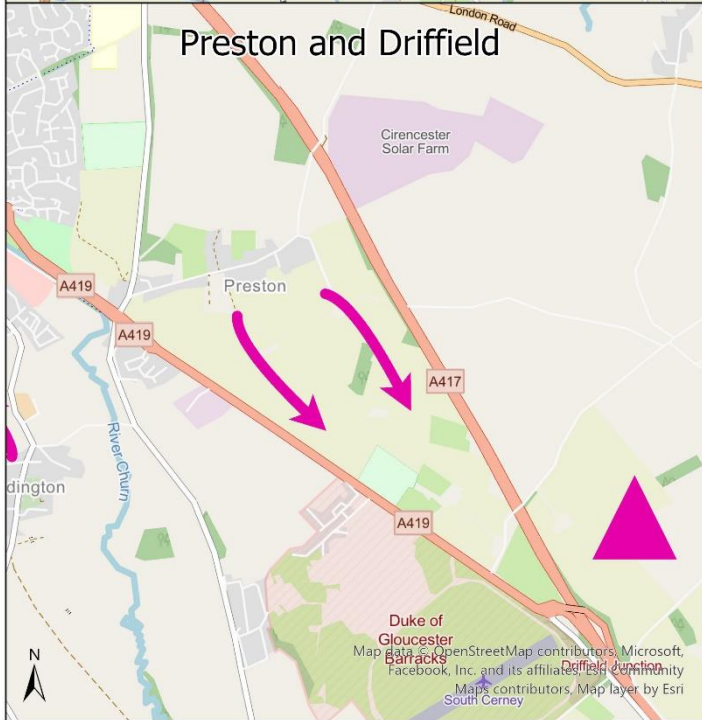 London Road
Preston and Driffield
Cirencester
Solar Farm
A419
Preston
A419
A417
River Churn
dington
A419
Duke of
Gloucester
Barracks
Map data © OpenStreetMap contributors, Microsoft,
Facebook, Inc. and its affiliates, Esri Community
Maps contributors, Map layer by Esri
Driffield Junction
South Cerney
N